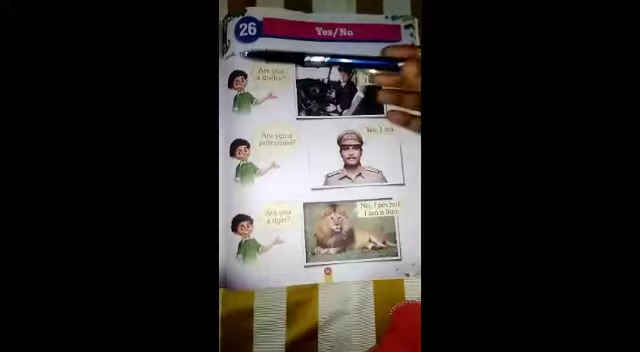 26
Yes/No
Are you
a doctor?
Yes, I am
Are you a
policeman?
No, I am not
I am a lion
Are you
a tiger?